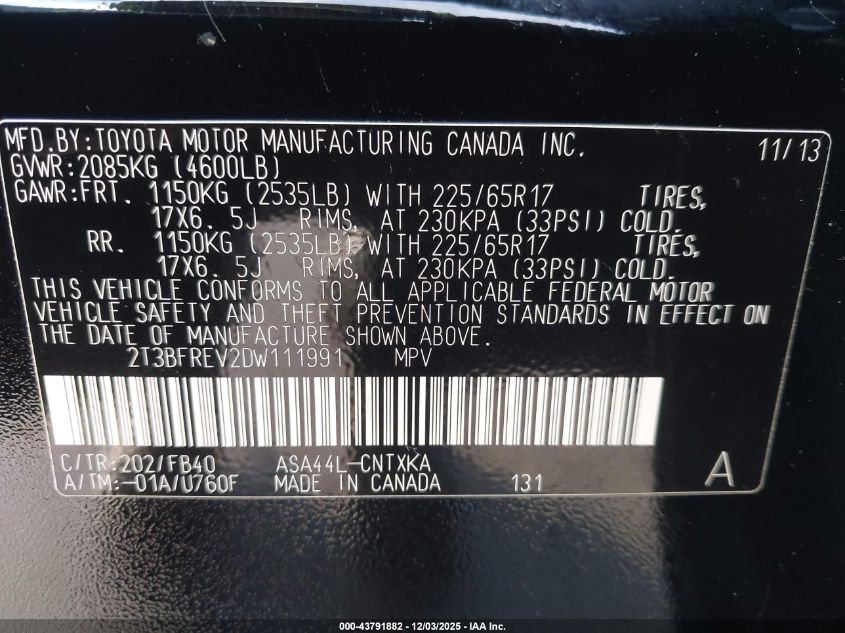 MFD.BY:TOYOTA MOTOR MANUFACTURING CANADA INC. 11/13
GVWR:2085KG (4600LB)
GAWR:FRT. 1150KG (2535LB) WITH 225/65R17 TIRES,
17X6. 5J RIMS, AT 230KPA (33PSI) COLD.
RR. 1150KG (2535LB) WITH 225/65R17 TIRES,
17X6. 5J RIMS, AT 230KPA (33PSI) COLD.
THIS VEHICLE CONFORMS TO ALL APPLICABLE FEDERAL MOTOR
VEHICLE SAFETY AND THEFT PREVENTION STANDARDS IN EFFECT ON
THE DATE OF MANUFACTURE SHOWN ABOVE.
2T3BFREV2DW111991 MPV
C/TR:202/FB40 ASA44L-CNTXKA
A/TM:-01A/U760F MADE IN CANADA 131 A
000-43791882 - 12/03/2025 - IAA Inc.